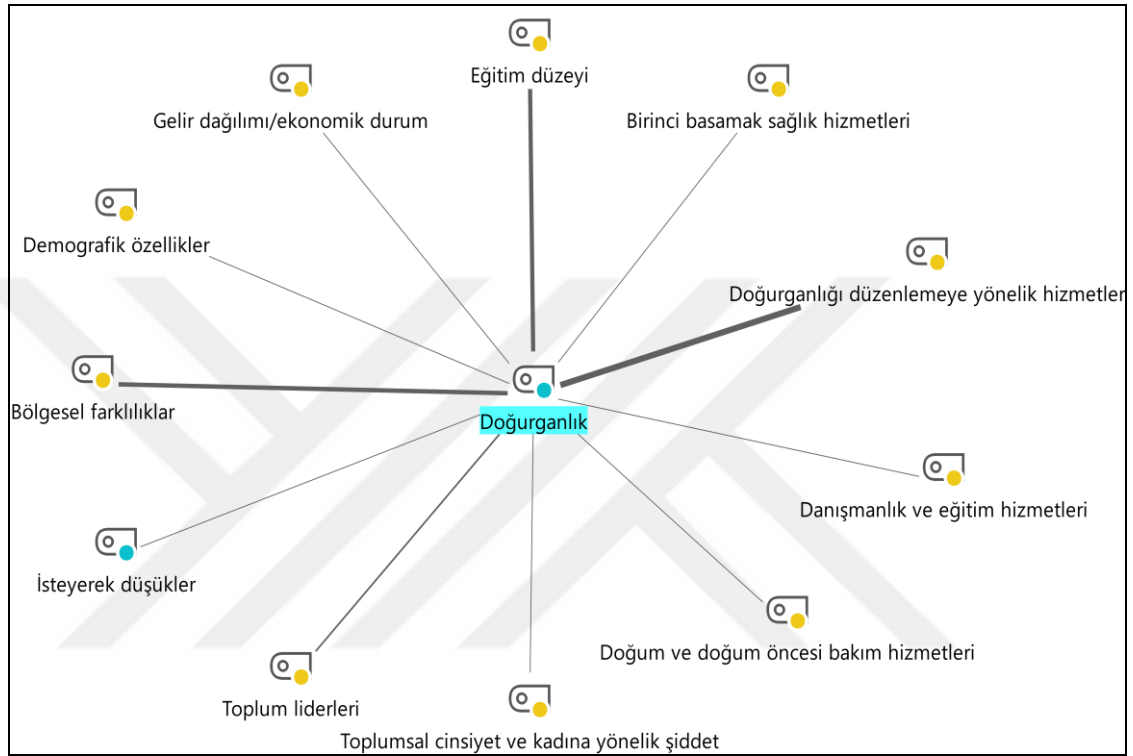 Eğitim düzeyi
Gelir dağılımı/ekonomik durum
Birinci basamak sağlık hizmetleri
Demografik özellikler
Doğurganlığı düzenlemeye yönelik hizmetler
Bölgesel farklılıklar
Doğurganlık
Danışmanlık ve eğitim hizmetleri
İsteyerek düşükler
Doğum ve doğum öncesi bakım hizmetleri
Toplum liderleri
Toplumsal cinsiyet ve kadına yönelik şiddet